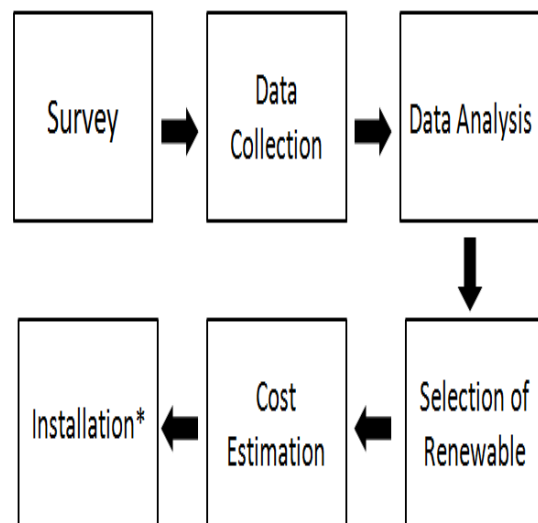 Survey
Data
Collection
Data Analysis
Selection of
Renewable
Cost
Estimation
Installation*